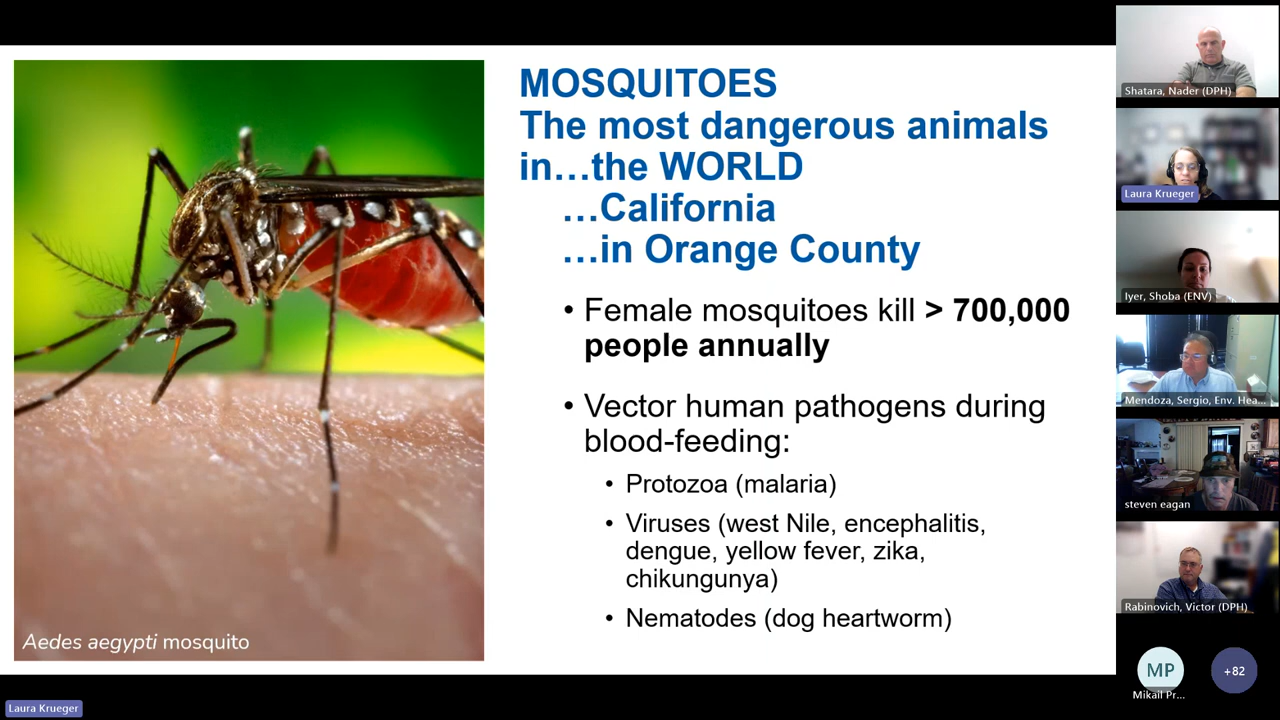 MOSQUITOES
The most dangerous animals
in…the WORLD
…California
…in Orange County
• Female mosquitoes kill > 700,000
people annually
• Vector human pathogens during
blood-feeding:
• Protozoa (malaria)
• Viruses (west Nile, encephalitis,
dengue, yellow fever, zika,
chikungunya)
• Nematodes (dog heartworm)
Aedes aegypti mosquito
Laura Krueger
Shatara, Nader (DPH)
Laura Krueger
Iyer, Shoba (ENV)
Mendoza, Sergio, Env. Hea...
steven eagan
Rabinovich, Victor (DPH)
MP
Mikail Pr...
+82